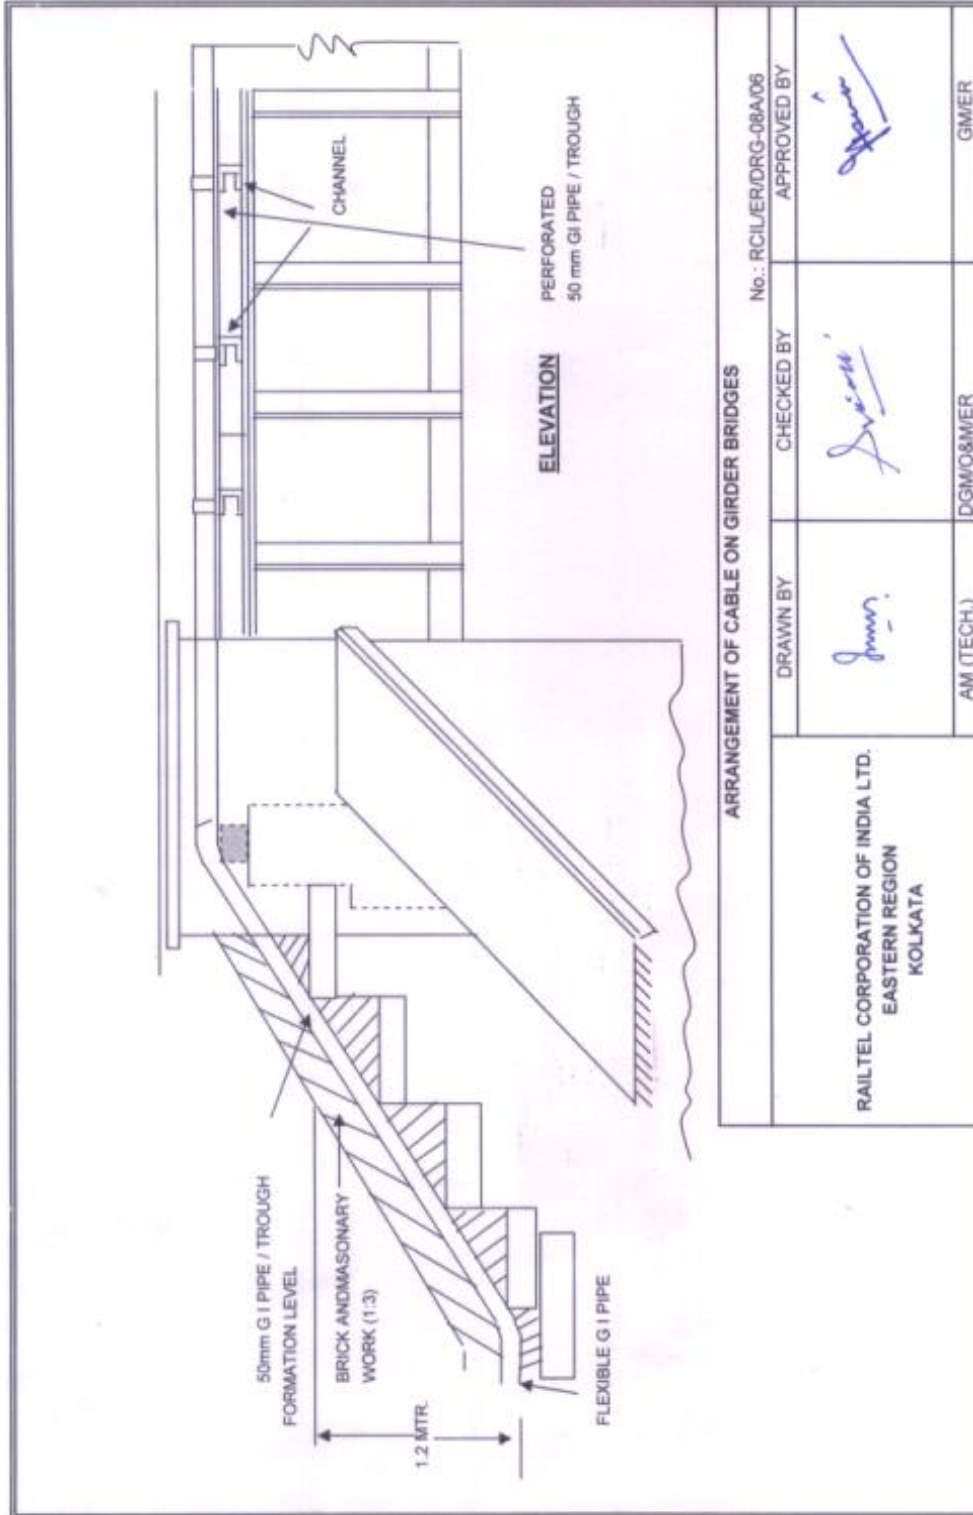 50mm G I PIPE / TROUGH
FORMATION LEVEL
BRICK ANDMASONARY
WORK (1:3)
1.2 MTR.
FLEXIBLE G I PIPE
CHANNEL
PERFORATED
50 mm GI PIPE / TROUGH
ELEVATION
ARRANGEMENT OF CABLE ON GIRDER BRIDGES
No.: RCIL/ER/DRG-08A/06
RAILTEL CORPORATION OF INDIA LTD.
EASTERN REGION
KOLKATA
DRAWN BY
CHECKED BY
APPROVED BY
AM (TECH.)
DGM/O&M/ER
GM/ER